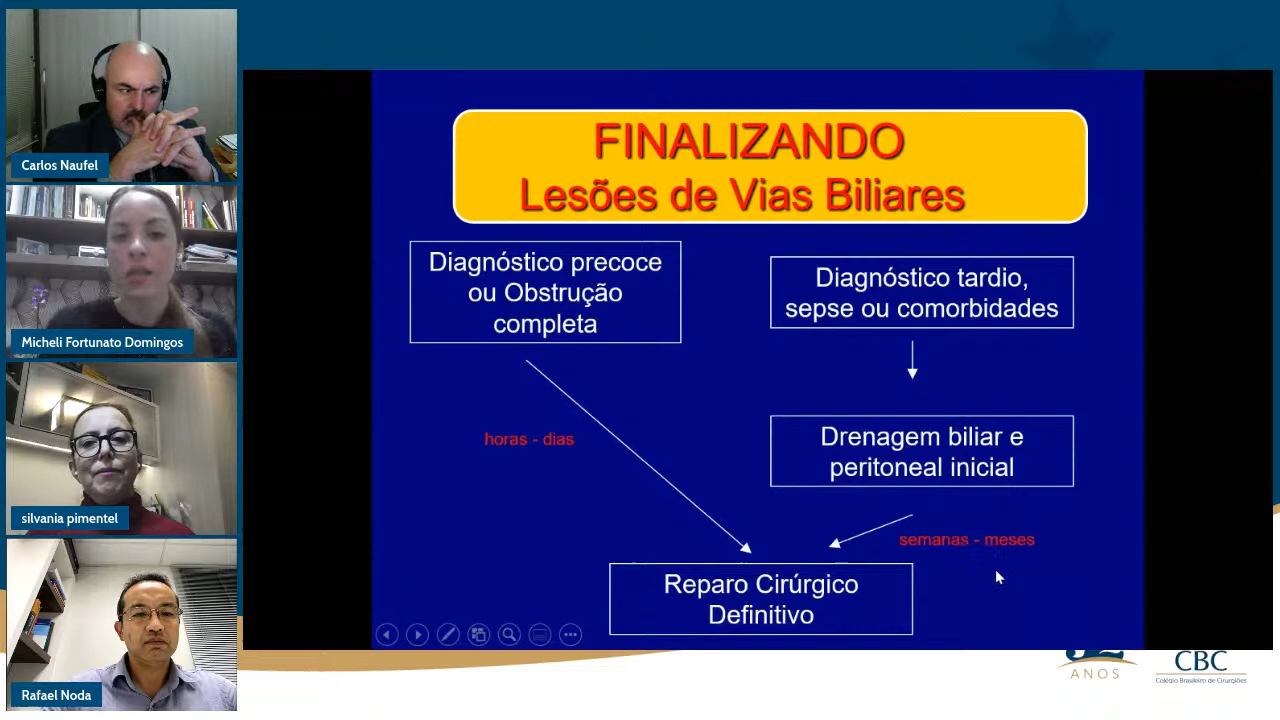 Carlos Naufel
Micheli Fortunato Domingos
silvania pimentel
Rafael Noda
FINALIZANDO
Lesões de Vias Biliares
Diagnóstico precoce
ou Obstrução
completa
Diagnóstico tardio,
sepse ou comorbidades
horas - dias
Drenagem biliar e
peritoneal inicial
semanas - meses
Reparo Cirúrgico
Definitivo
ANOS
CBC
Colégio Brasileiro de Cirurgiões